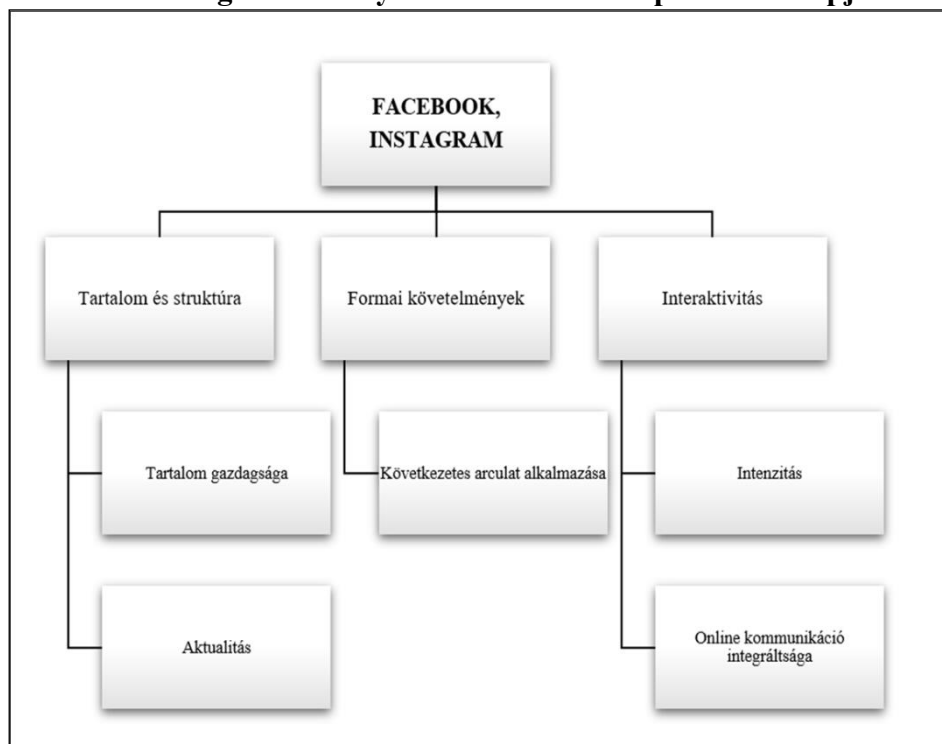 FACEBOOK,
INSTAGRAM
Tartalom és struktúra
Formai követelmények
Interaktivitás
Tartalom gazdagsága
Következetes arculat alkalmazása
Intenzitás
Aktualitás
Online kommunikáció
integráltsága